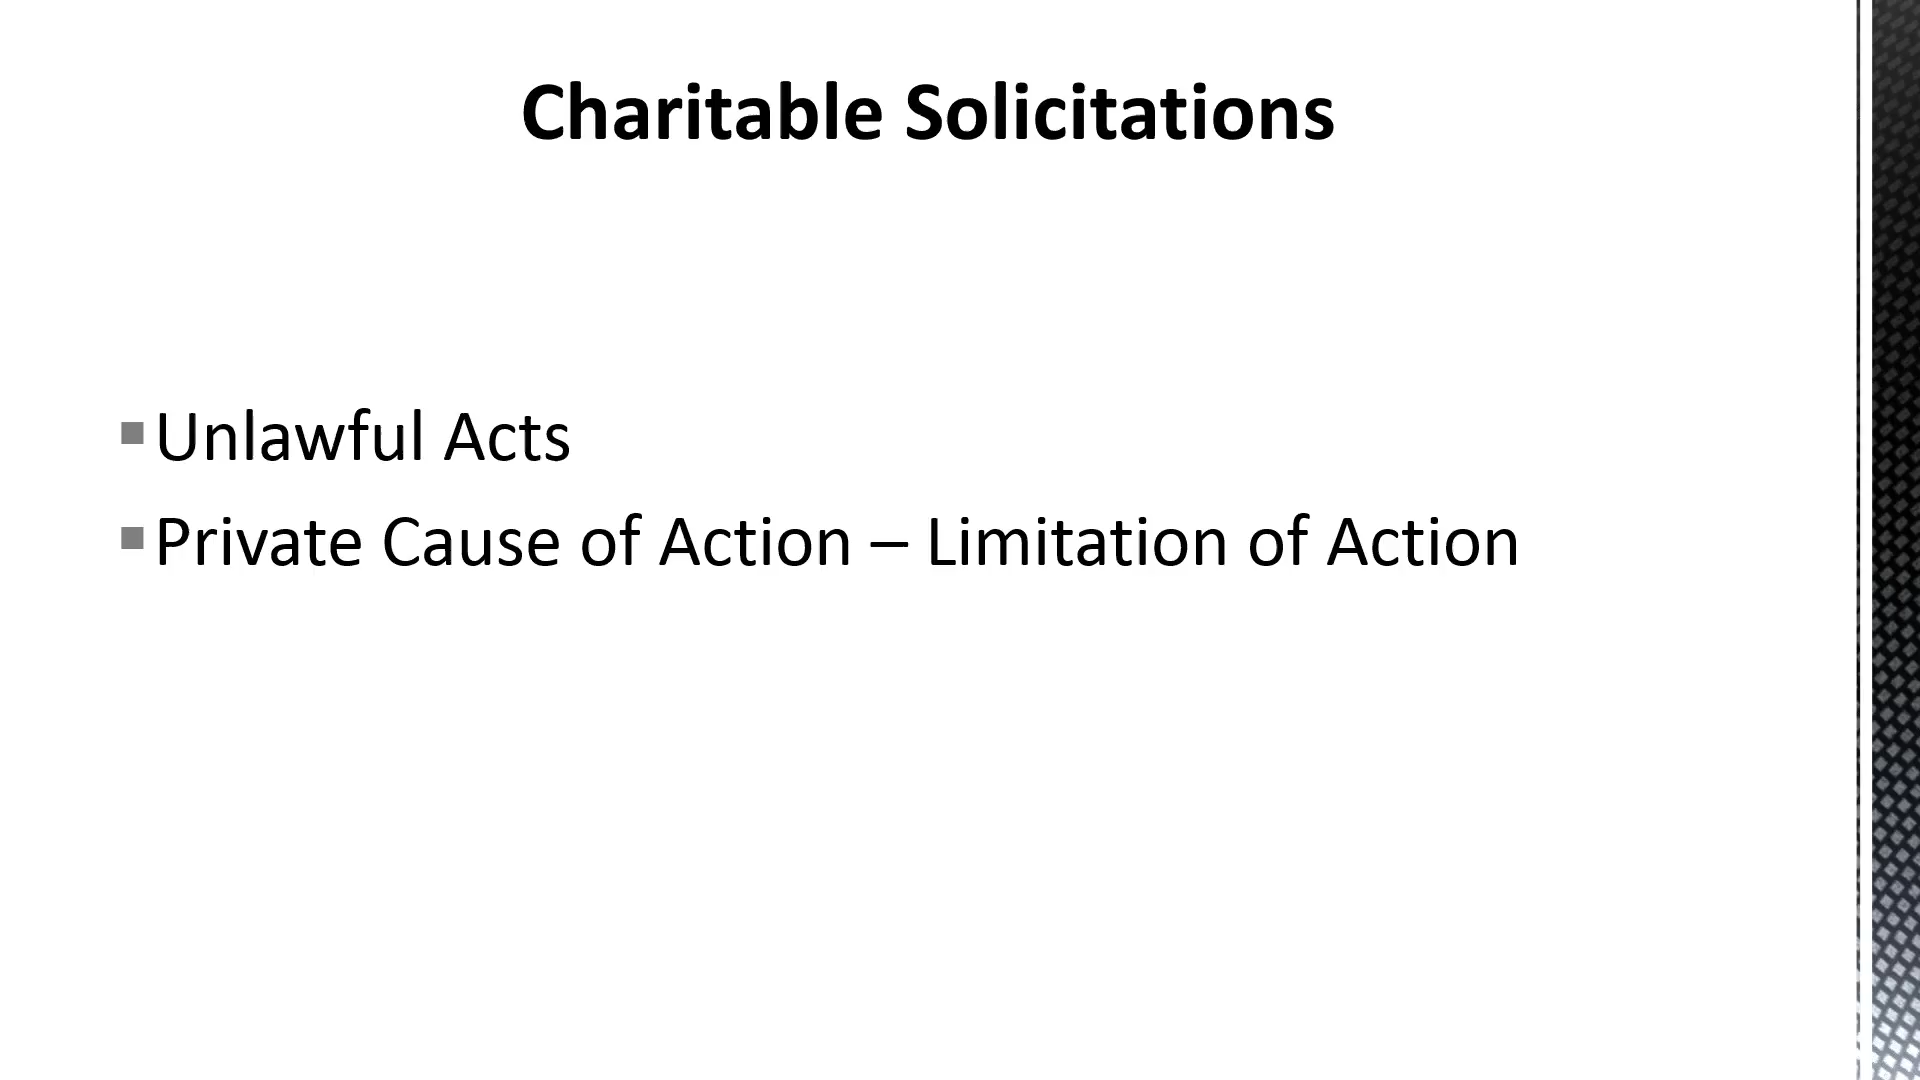 Charitable Solicitations
▪Unlawful Acts
▪Private Cause of Action – Limitation of Action